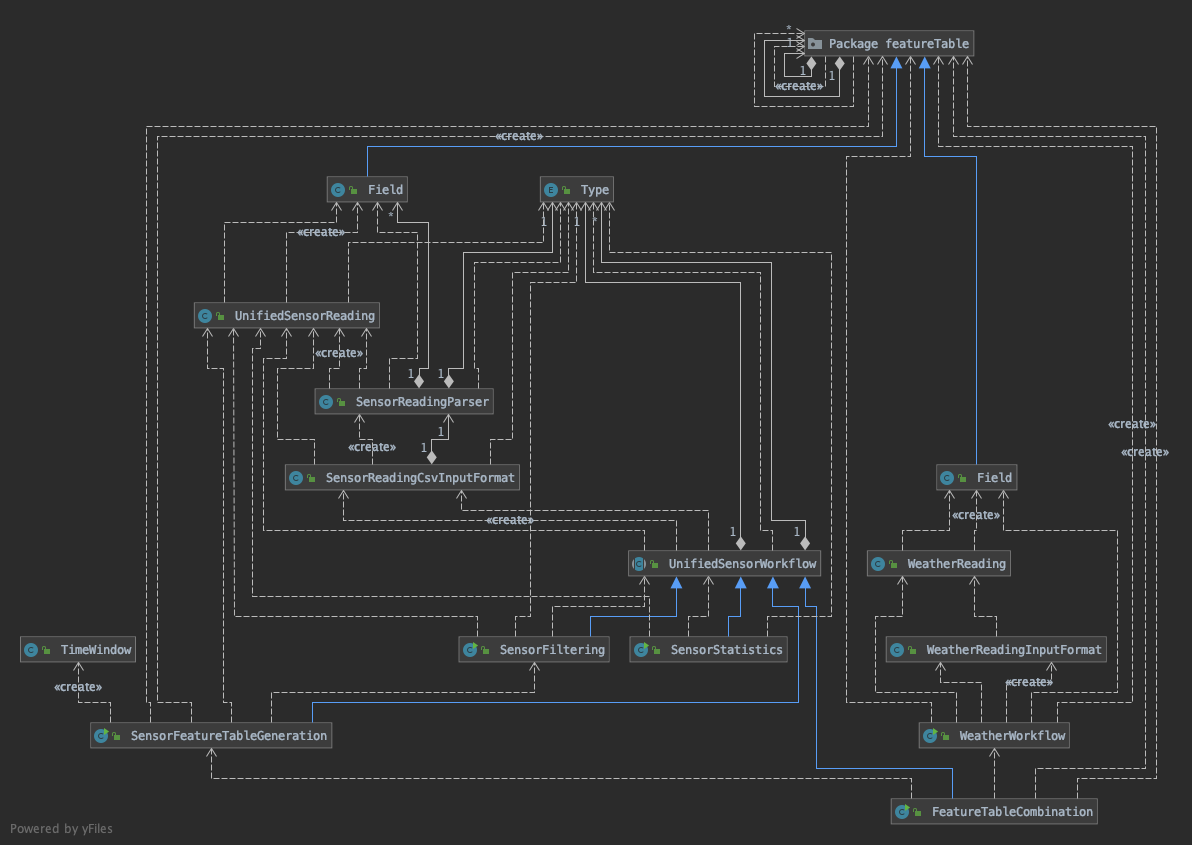 *
Package featureTable
1
1
1
«create»
«create»
Field
Type
*
«create»
1
1
*
UnifiedSensorReading
«create»
1
1
SensorReadingParser
«create»
1
1
«create»
«create»
SensorReadingCsvInputFormat
Field
«create»
«create»
1
1
C
UnifiedSensorWorkflow
WeatherReading
TimeWindow
SensorFiltering
SensorStatistics
WeatherReadingInputFormat
«create»
«create»
SensorFeatureTableGeneration
WeatherWorkflow
FeatureTableCombination
Powered by yFiles